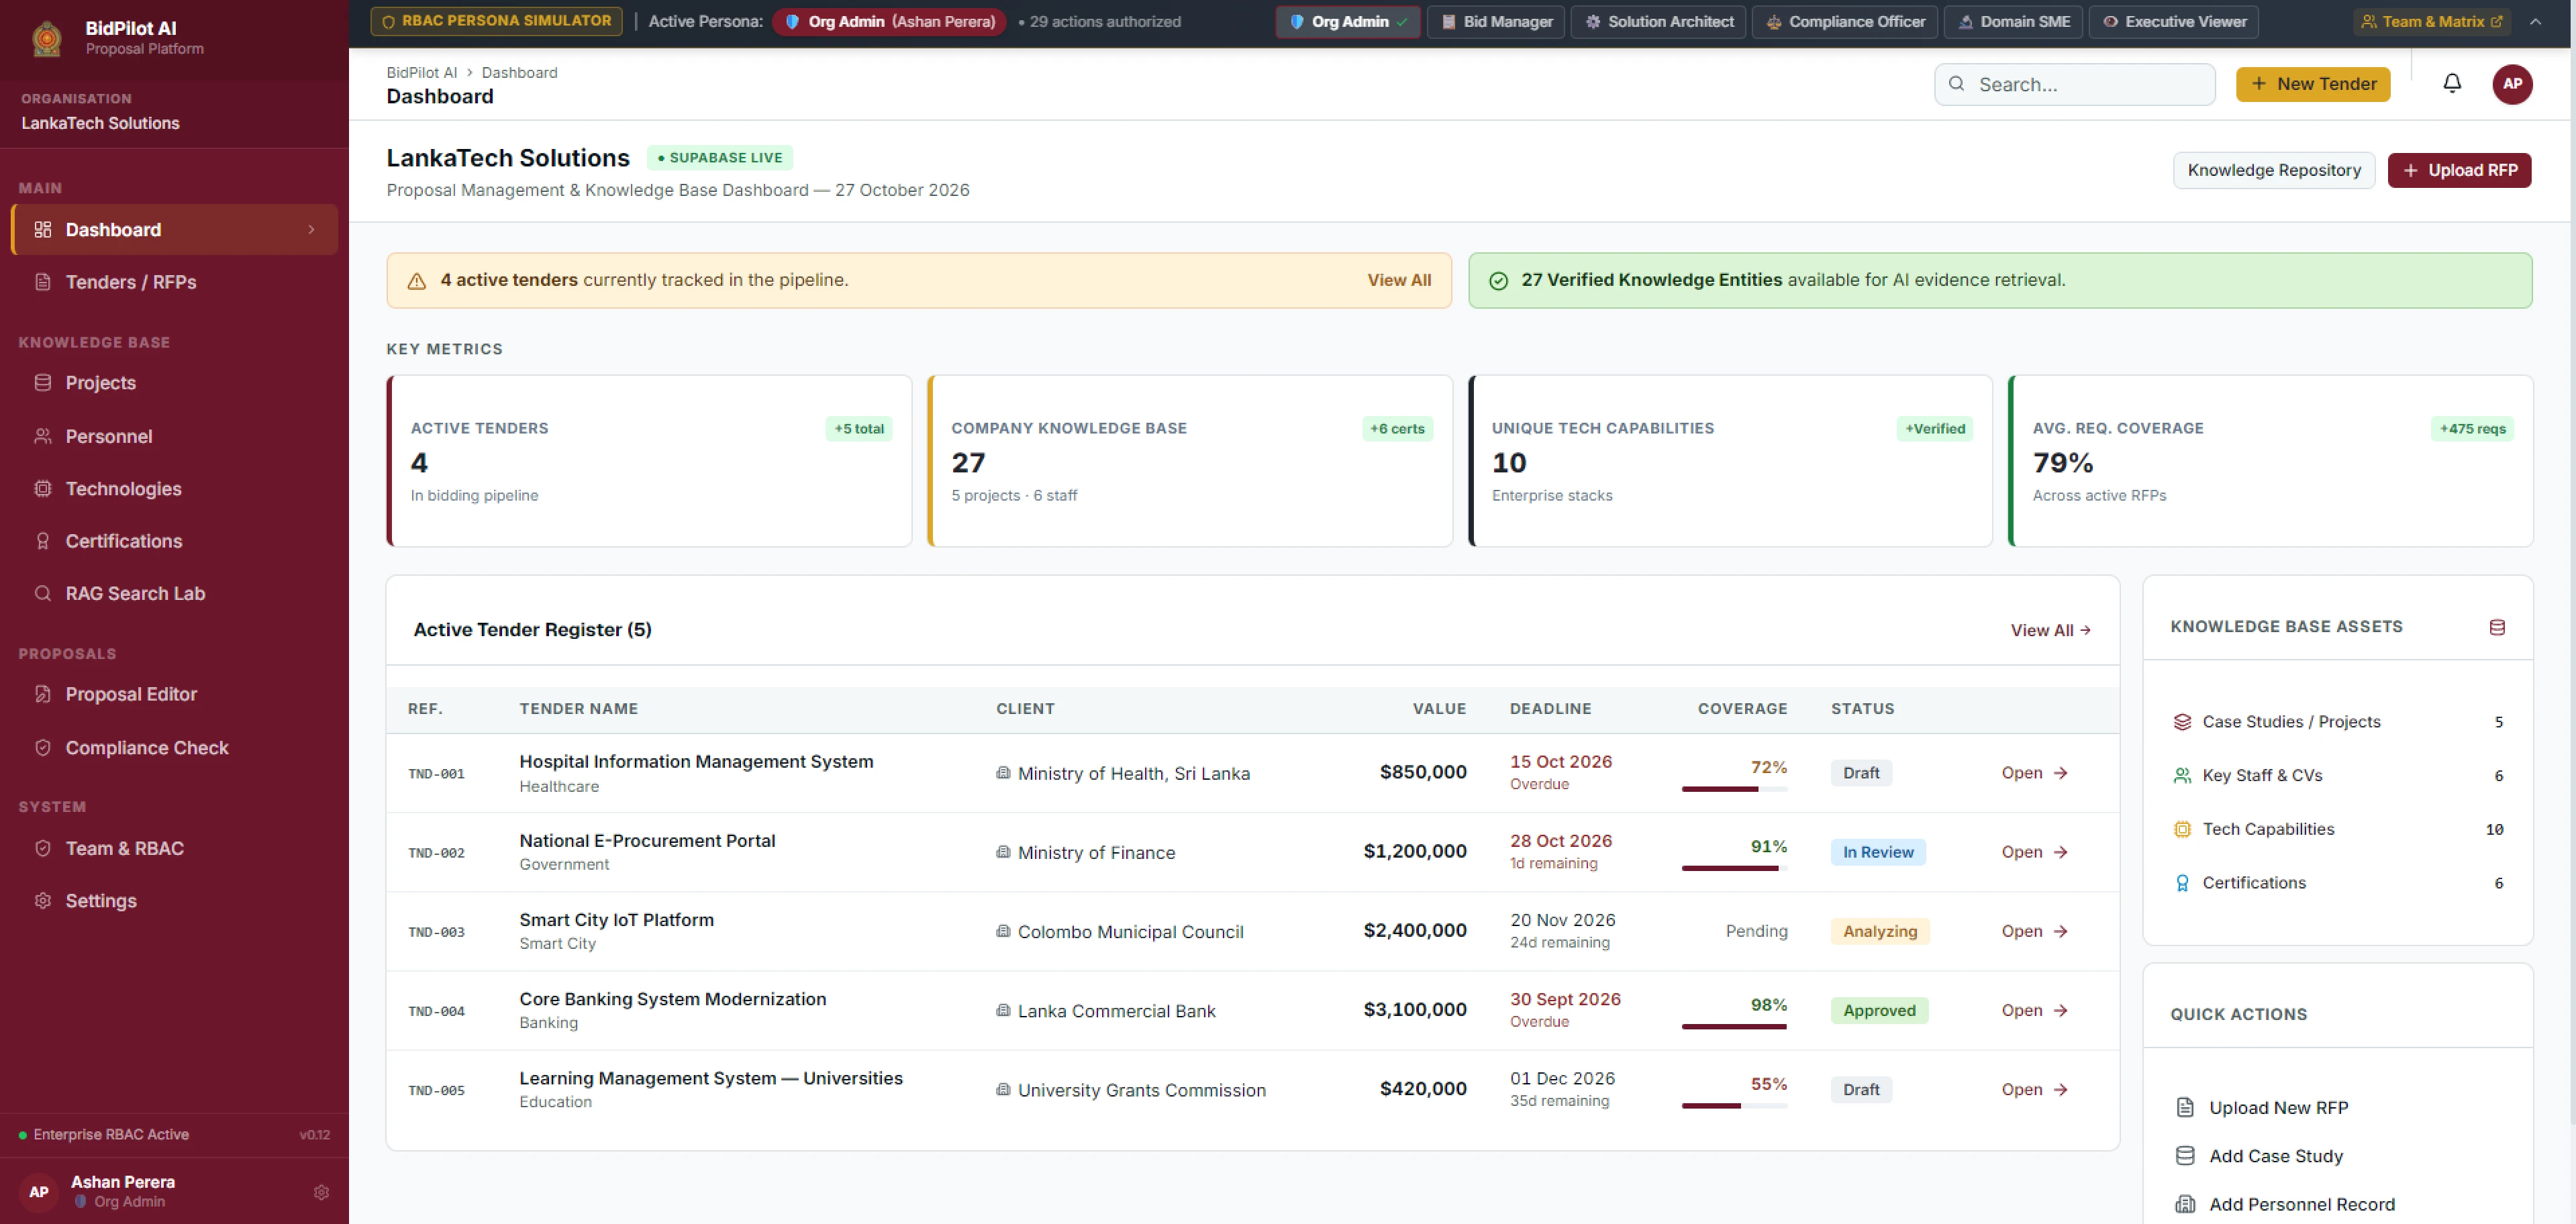 BidPilot AI
Proposal Platform
ORGANISATION
LankaTech Solutions
MAIN
Dashboard
Tenders / RFPs
KNOWLEDGE BASE
Projects
Personnel
Technologies
Certifications
RAG Search Lab
PROPOSALS
Proposal Editor
Compliance Check
SYSTEM
Team & RBAC
Settings
Enterprise RBAC Active v0.12
AP Ashan Perera
Org Admin
RBAC PERSONA SIMULATOR | Active Persona: Org Admin (Ashan Perera) • 29 actions authorized Org Admin ✓ Bid Manager Solution Architect Compliance Officer Domain SME Executive Viewer Team & Matrix
BidPilot AI > Dashboard
Dashboard
Search... + New Tender AP
LankaTech Solutions • SUPABASE LIVE
Proposal Management & Knowledge Base Dashboard — 27 October 2026
Knowledge Repository + Upload RFP
4 active tenders currently tracked in the pipeline. View All
27 Verified Knowledge Entities available for AI evidence retrieval.
KEY METRICS
ACTIVE TENDERS +5 total
4
In bidding pipeline
COMPANY KNOWLEDGE BASE +6 certs
27
5 projects · 6 staff
UNIQUE TECH CAPABILITIES +Verified
10
Enterprise stacks
AVG. REQ. COVERAGE +475 reqs
79%
Across active RFPs
Active Tender Register (5) View All →
REF. TENDER NAME CLIENT VALUE DEADLINE COVERAGE STATUS
TND-001 Hospital Information Management System Ministry of Health, Sri Lanka $850,000 15 Oct 2026 72% Draft Open →
Healthcare Overdue
TND-002 National E-Procurement Portal Ministry of Finance $1,200,000 28 Oct 2026 91% In Review Open →
Government 1d remaining
TND-003 Smart City IoT Platform Colombo Municipal Council $2,400,000 20 Nov 2026 Pending Analyzing Open →
Smart City 24d remaining
TND-004 Core Banking System Modernization Lanka Commercial Bank $3,100,000 30 Sept 2026 98% Approved Open →
Banking Overdue
TND-005 Learning Management System — Universities University Grants Commission $420,000 01 Dec 2026 55% Draft Open →
Education 35d remaining
KNOWLEDGE BASE ASSETS
Case Studies / Projects 5
Key Staff & CVs 6
Tech Capabilities 10
Certifications 6
QUICK ACTIONS
Upload New RFP
Add Case Study
Add Personnel Record